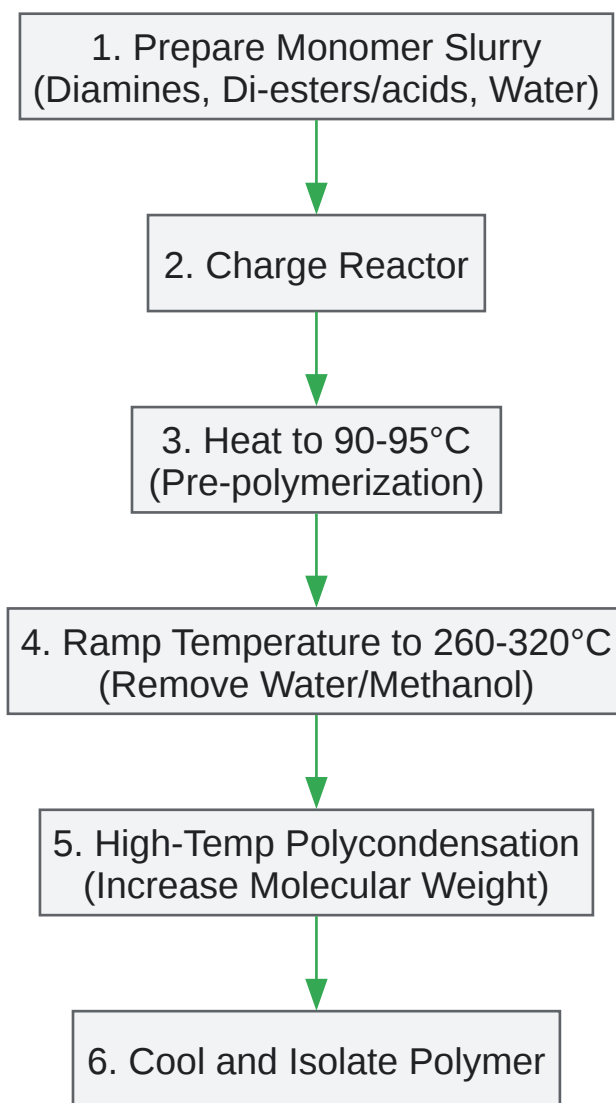 1. Prepare Monomer Slurry
(Diamines, Di-esters/acids, Water)
2. Charge Reactor
3. Heat to 90-95°C
(Pre-polymerization)
4. Ramp Temperature to 260-320°C
(Remove Water/Methanol)
5. High-Temp Polycondensation
(Increase Molecular Weight)
6. Cool and Isolate Polymer